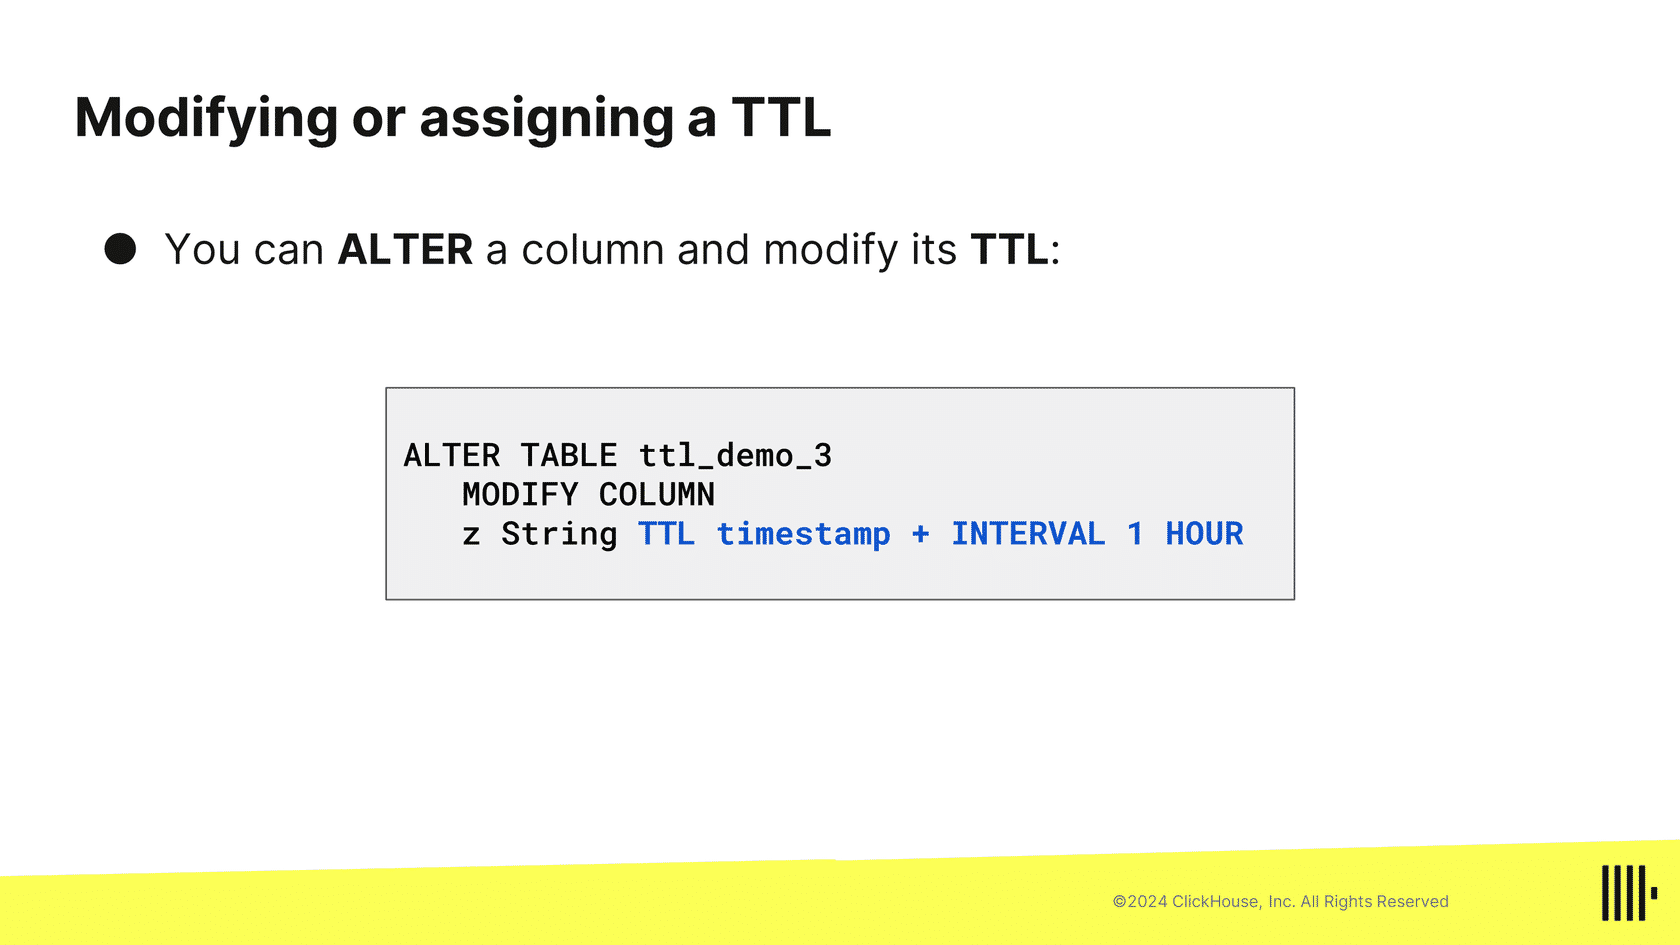 Modifying or assigning a TTL
● You can ALTER a column and modify its TTL:
ALTER TABLE ttl_demo_3
MODIFY COLUMN
z String TTL timestamp + INTERVAL 1 HOUR
©2024 ClickHouse, Inc. All Rights Reserved